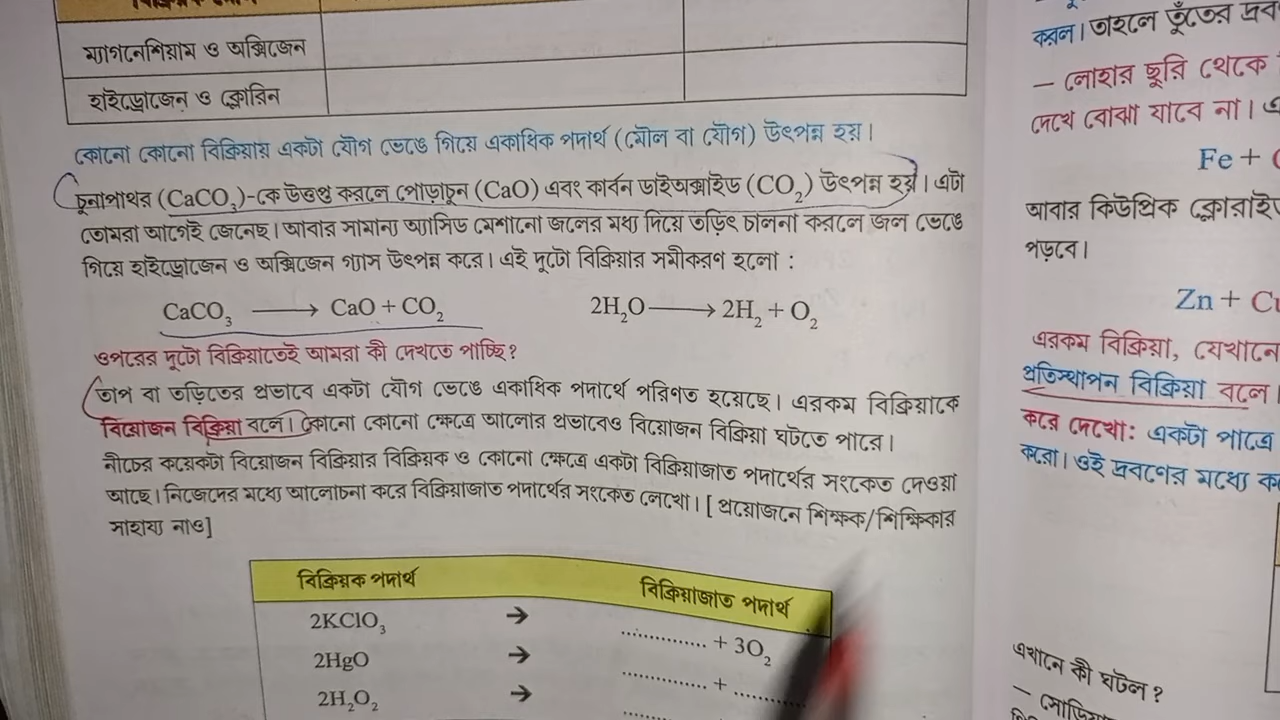 ম্যাগনেশিয়াম ও অক্সিজেন
হাইড্রোজেন ও ক্লোরিন
কোনো কোনো বিক্রিয়ায় একটা যৌগ ভেঙে গিয়ে একাধিক পদার্থ (মৌল বা যৌগ) উৎপন্ন হয়।
চুনাপাথর (CaCO₃)-কে উত্তপ্ত করলে পোড়াচুন (CaO) এবং কার্বন ডাইঅক্সাইড (CO₂) উৎপন্ন হয়। এটা
তোমরা আগেই জেনেছ। আবার সামান্য অ্যাসিড মেশানো জলের মধ্য দিয়ে তড়িৎ চালনা করলে জল ভেঙে
গিয়ে হাইড্রোজেন ও অক্সিজেন গ্যাস উৎপন্ন করে। এই দুটো বিক্রিয়ার সমীকরণ হলো :
CaCO₃ ⟶ CaO + CO₂ 2H₂O ⟶ 2H₂ + O₂
ওপরের দুটো বিক্রিয়াতেই আমরা কী দেখতে পাচ্ছি?
তাপ বা তড়িতের প্রভাবে একটা যৌগ ভেঙে একাধিক পদার্থে পরিণত হয়েছে। এরকম বিক্রিয়াকে
বিয়োজন বিক্রিয়া বলে। কোনো কোনো ক্ষেত্রে আলোর প্রভাবেও বিয়োজন বিক্রিয়া ঘটতে পারে।
নীচের কয়েকটা বিয়োজন বিক্রিয়ার বিক্রিয়ক ও কোনো ক্ষেত্রে একটা বিক্রিয়াজাত পদার্থের সংকেত দেওয়া
আছে। নিজেদের মধ্যে আলোচনা করে বিক্রিয়াজাত পদার্থের সংকেত লেখো। [ প্রয়োজনে শিক্ষক/শিক্ষিকার
সাহায্য নাও]
বিক্রিয়ক পদার্থ বিক্রিয়াজাত পদার্থ
2KClO₃ → .............. + 3O₂
2HgO → .............. + ...........
2H₂O₂ →
করল। তাহলে তুঁতের
— লোহার ছুরি থেকে
দেখে বোঝা যাবে না।
Fe +
আবার কিউপ্রিক
পড়বে।
Zn +
এরকম বিক্রিয়া, যেখানে
প্রতিস্থাপন বিক্রিয়া বলে।
করে দেখো: একটা পাত্রে
করো। ওই দ্রবণের মধ্যে
এখানে কী ঘটল?